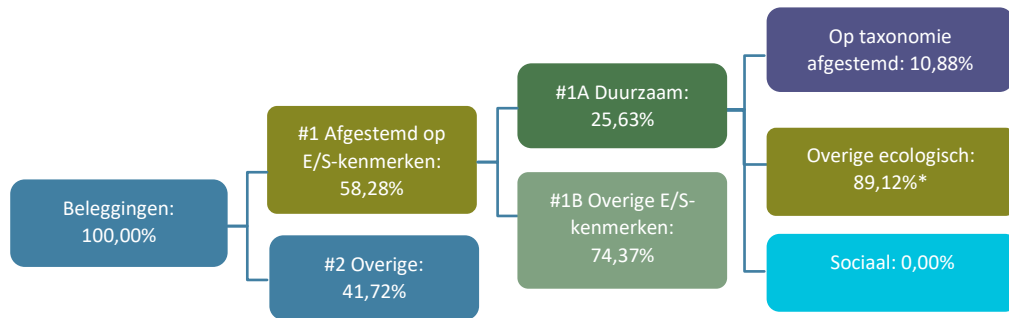 Beleggingen:
100,00%
#1 Afgestemd op
E/S-kenmerken:
58,28%
#2 Overige:
41,72%
#1A Duurzaam:
25,63%
#1B Overige E/S-
kenmerken:
74,37%
Op taxonomie
afgestemd: 10,88%
Overige ecologisch:
89,12%*
Sociaal: 0,00%